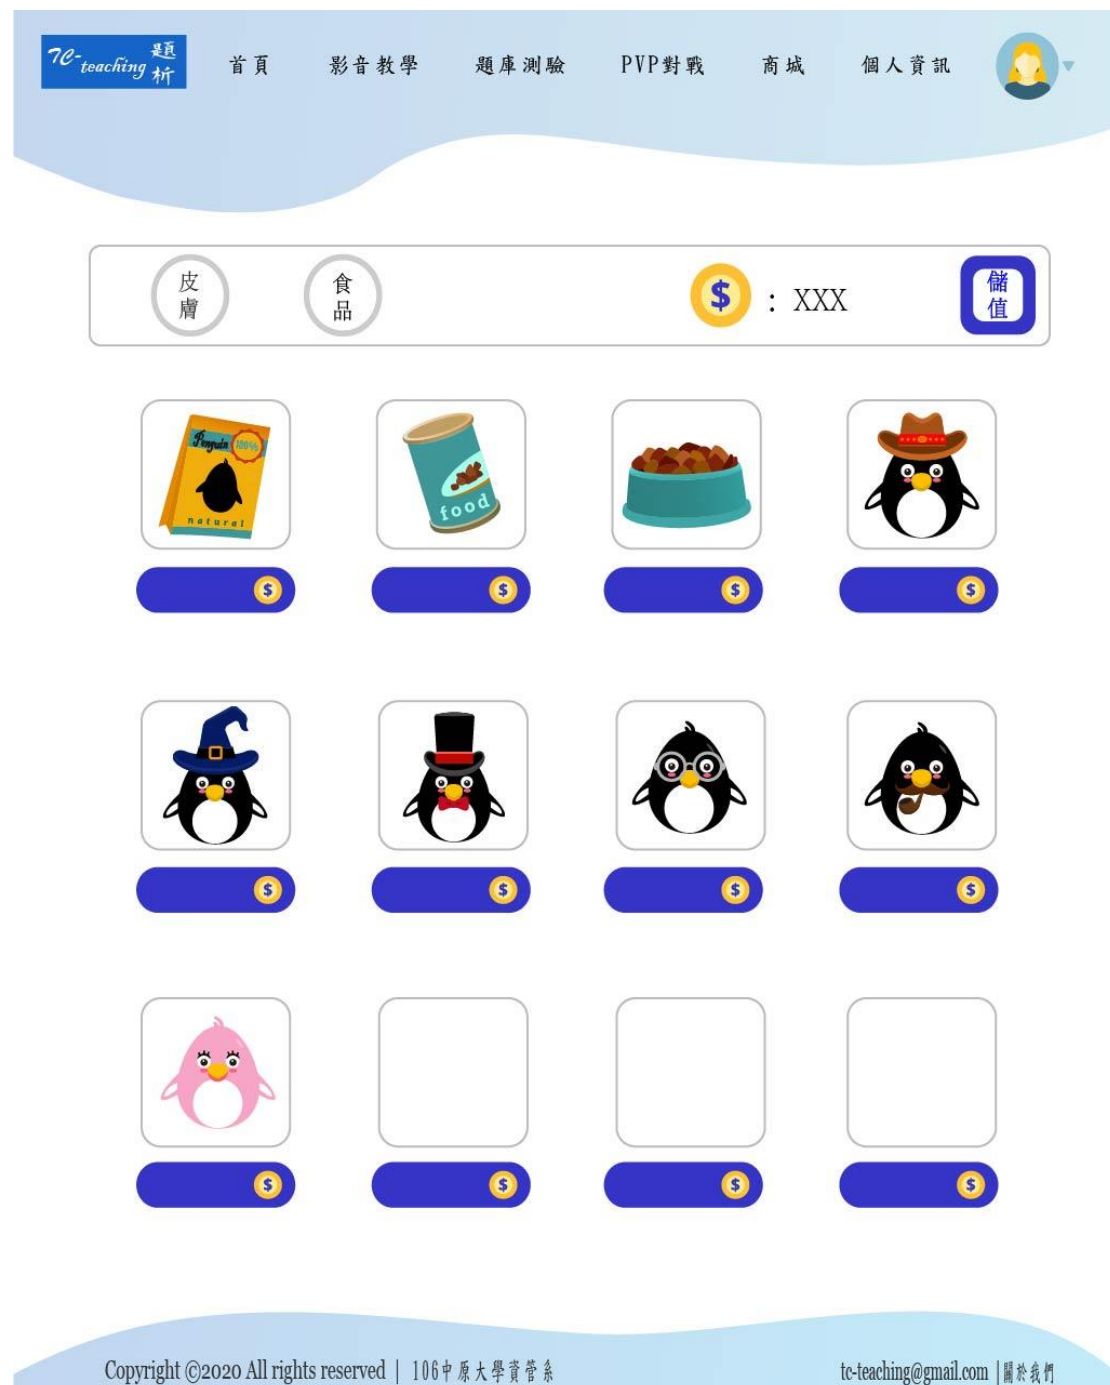 TC-teaching 題析
首頁 影音教學 題庫測驗 PVP對戰 商城 個人資訊
皮膚
食品
$ : XXX
儲值
Penguin 100%
natural
food
$ $ $ $
$ $ $ $
$ $ $ $
Copyright ©2020 All rights reserved | 106中原大學資管系
tc-teaching@gmail.com |關於我們